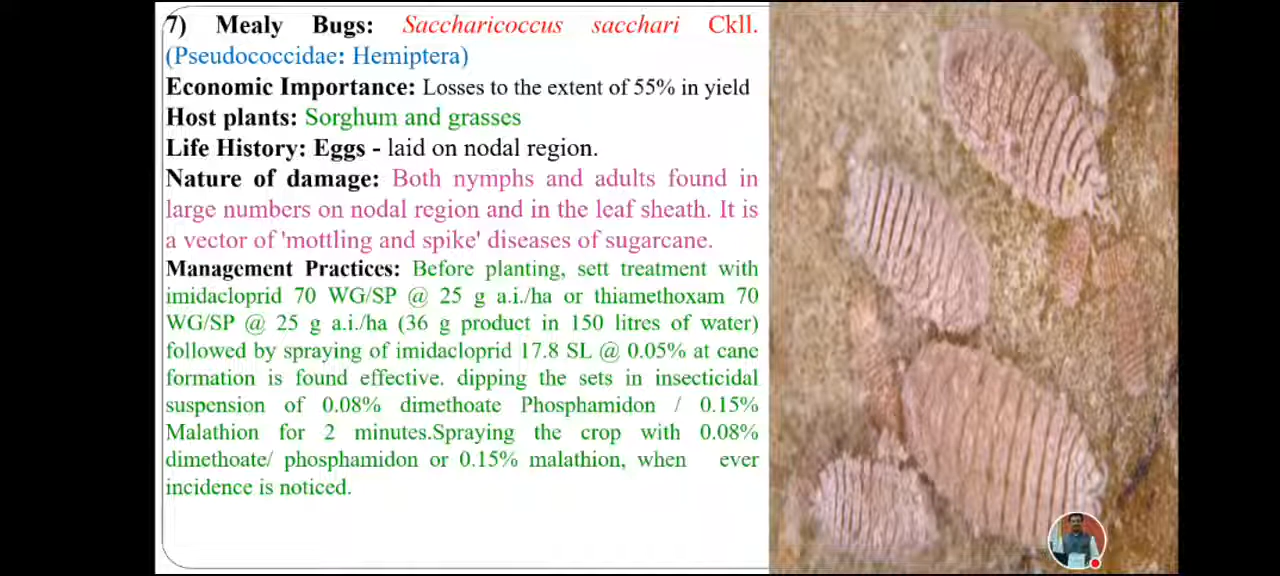 7) Mealy Bugs: Saccharicoccus sacchari Ckll.
(Pseudococcidae: Hemiptera)
Economic Importance: Losses to the extent of 55% in yield
Host plants: Sorghum and grasses
Life History: Eggs - laid on nodal region.
Nature of damage: Both nymphs and adults found in
large numbers on nodal region and in the leaf sheath. It is
a vector of 'mottling and spike' diseases of sugarcane.
Management Practices: Before planting, sett treatment with
imidacloprid 70 WG/SP @ 25 g a.i./ha or thiamethoxam 70
WG/SP @ 25 g a.i./ha (36 g product in 150 litres of water)
followed by spraying of imidacloprid 17.8 SL @ 0.05% at cane
formation is found effective. dipping the sets in insecticidal
suspension of 0.08% dimethoate Phosphamidon / 0.15%
Malathion for 2 minutes.Spraying the crop with 0.08%
dimethoate/ phosphamidon or 0.15% malathion, when ever
incidence is noticed.